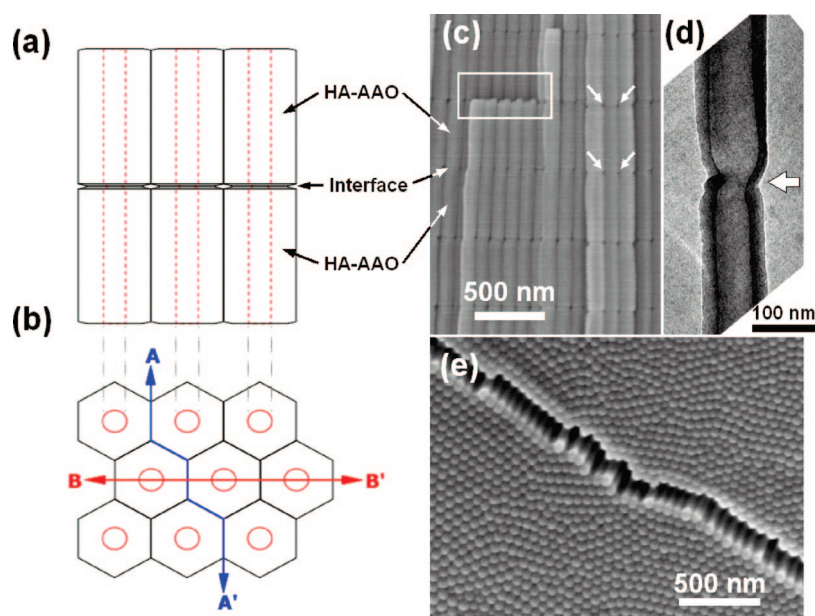 (a)
HA-AAO
Interface
HA-AAO
(b)
A
B
B'
A'
(c)
500 nm
(d)
100 nm
(e)
500 nm